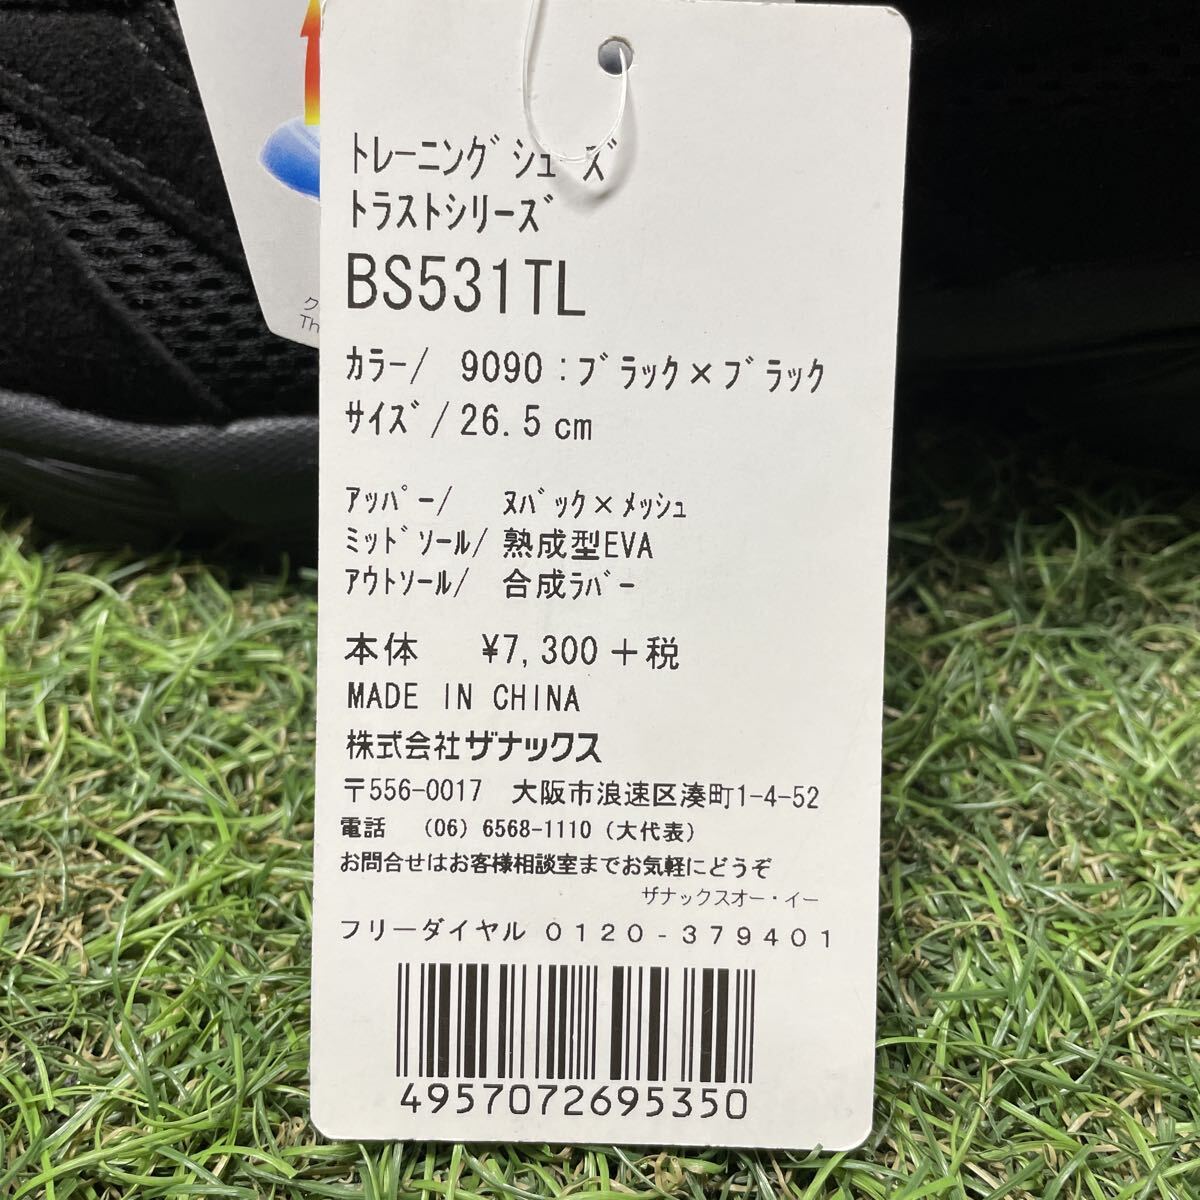 ク
Th
トレーニングシューズ
トラストシリーズ
BS531TL
カラー/ 9090:ブラック×ブラック
サイズ/26.5cm
アッパー/ ヌバック×メッシュ
ミッドソール/ 熟成型EVA
アウトソール/ 合成ラバー
本体 ¥7,300+税
MADE IN CHINA
株式会社ザナックス
〒556-0017 大阪市浪速区湊町1-4-52
電話 (06) 6568-1110(大代表)
お問合せはお客様相談室までお気軽にどうぞ
ザナックスオー・イー
フリーダイヤル 0120-379401
4957072695350